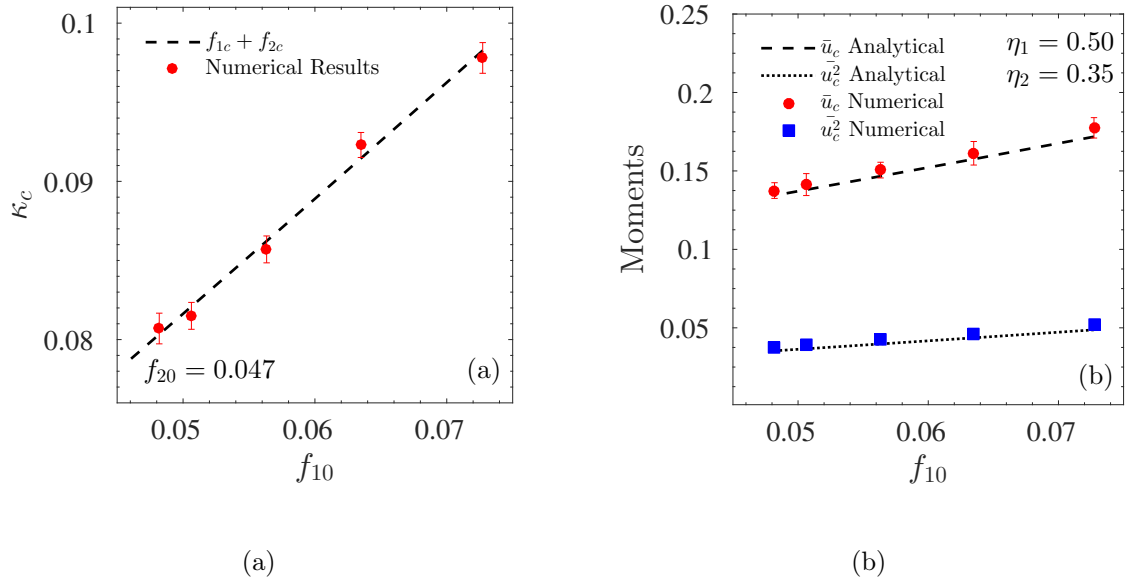 0.1
f₁c + f₂c
Numerical Results
0.09
κc
0.08
f₂₀ = 0.047
(a)
0.05 0.06 0.07
f₁₀
(a)
0.25
ūc Analytical
η₁ = 0.50
ū²c Analytical
η₂ = 0.35
0.2
ūc Numerical
ū²c Numerical
0.15
Moments
0.1
0.05
(b)
0.05 0.06 0.07
f₁₀
(b)